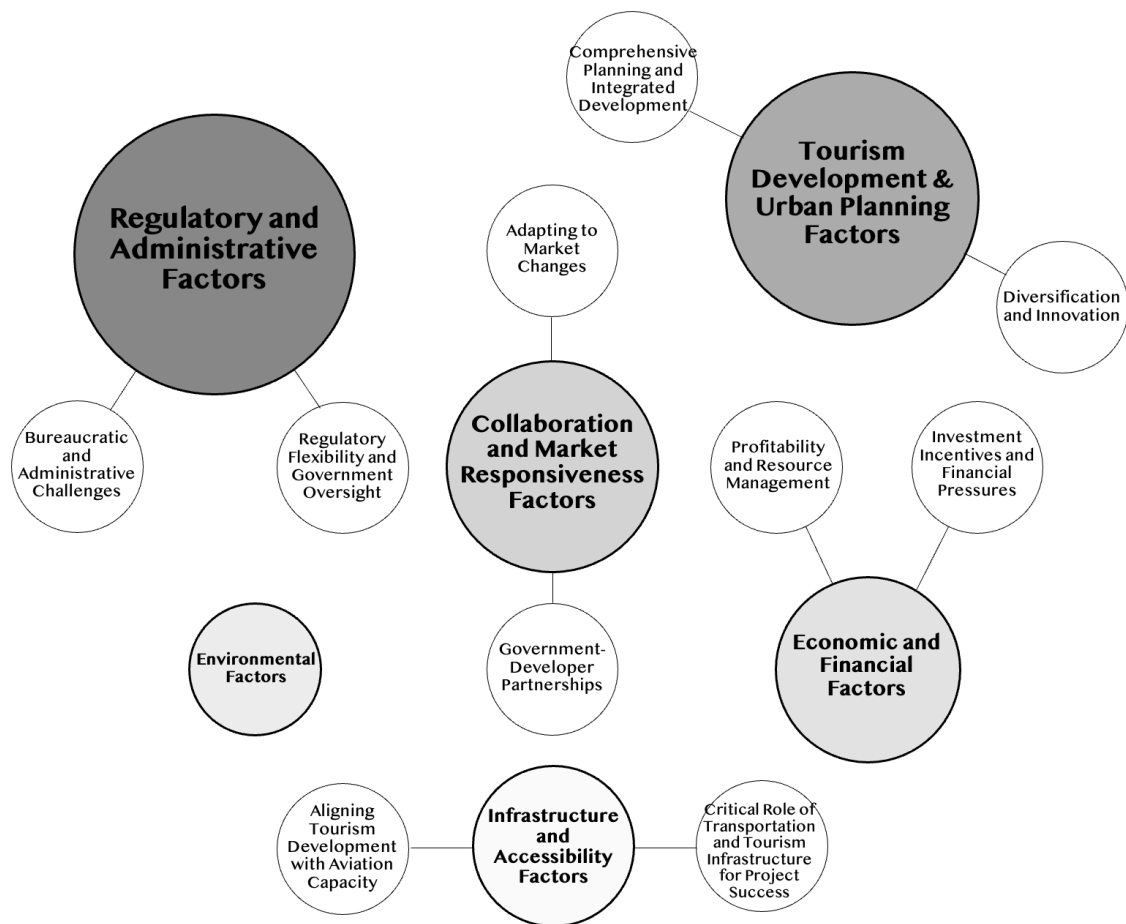 Comprehensive
Planning and
Integrated
Development
Tourism
Development &
Urban Planning
Factors
Regulatory and
Administrative
Factors
Adapting to
Market
Changes
Diversification
and Innovation
Bureaucratic
and
Administrative
Challenges
Regulatory
Flexibility and
Government
Oversight
Collaboration
and Market
Responsiveness
Factors
Profitability
and Resource
Management
Investment
Incentives and
Financial
Pressures
Environmental
Factors
Government-
Developer
Partnerships
Economic and
Financial
Factors
Aligning
Tourism
Development
with Aviation
Capacity
Infrastructure
and
Accessibility
Factors
Critical Role of
Transportation
and Tourism
Infrastructure
for Project
Success